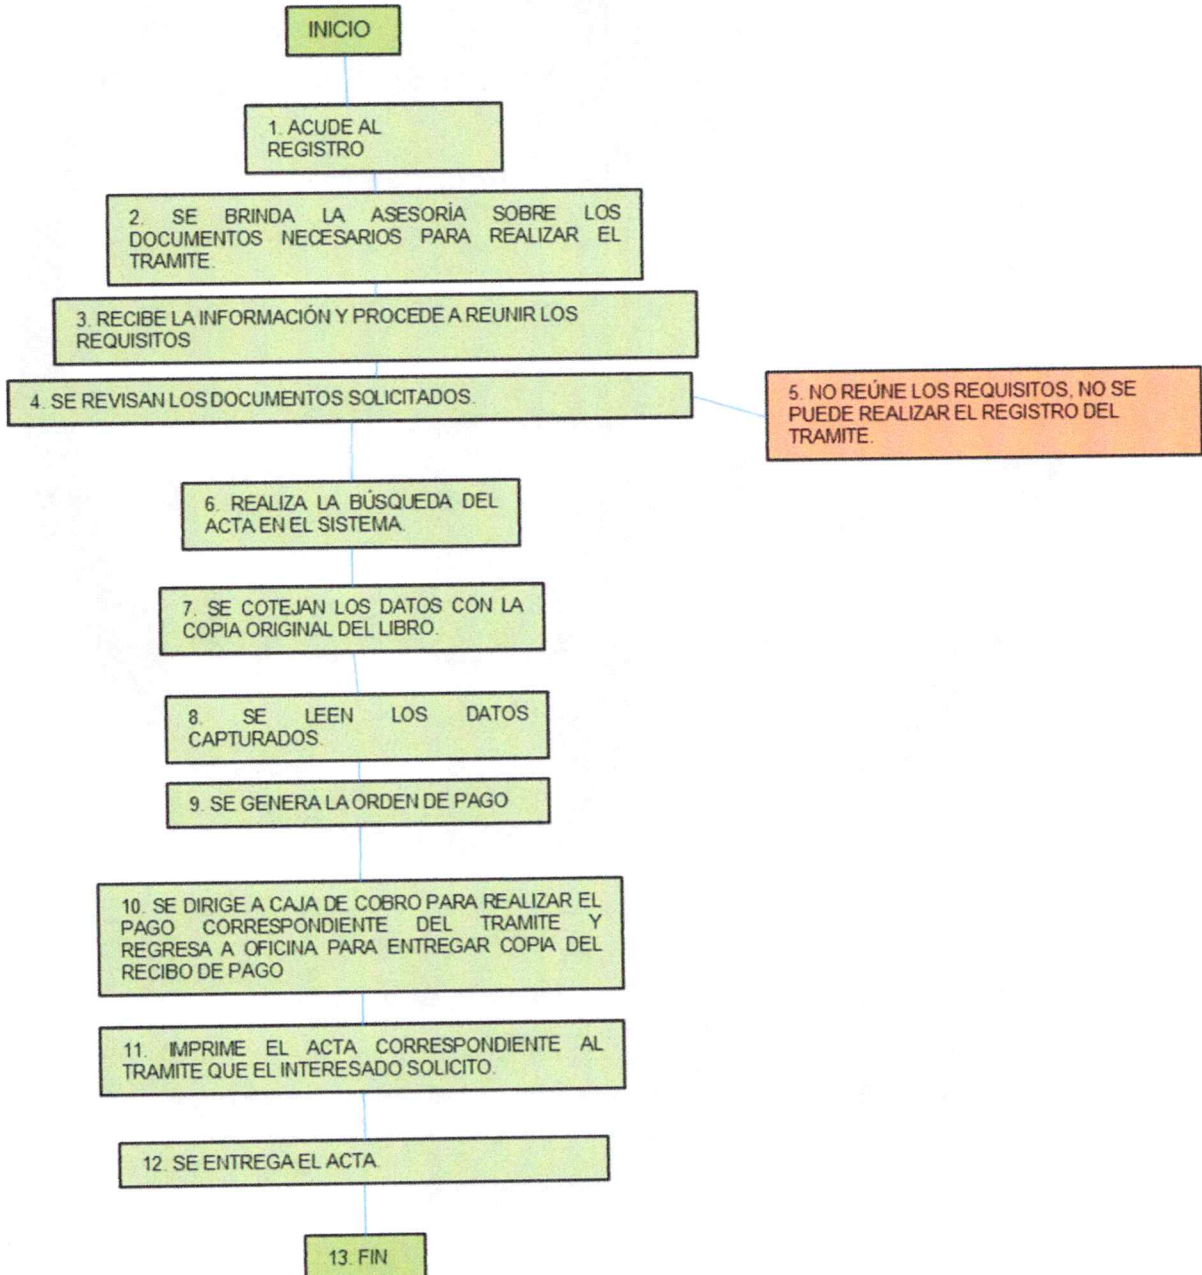 INICIO
1. ACUDE AL
REGISTRO
2. SE BRINDA LA ASESORÍA SOBRE LOS
DOCUMENTOS NECESARIOS PARA REALIZAR EL
TRAMITE.
3. RECIBE LA INFORMACIÓN Y PROCEDE A REUNIR LOS
REQUISITOS
4. SE REVISAN LOS DOCUMENTOS SOLICITADOS.
5. NO REÚNE LOS REQUISITOS, NO SE
PUEDE REALIZAR EL REGISTRO DEL
TRAMITE.
6. REALIZA LA BÚSQUEDA DEL
ACTA EN EL SISTEMA.
7. SE COTEJAN LOS DATOS CON LA
COPIA ORIGINAL DEL LIBRO.
8. SE LEEN LOS DATOS
CAPTURADOS.
9. SE GENERA LA ORDEN DE PAGO
10. SE DIRIGE A CAJA DE COBRO PARA REALIZAR EL
PAGO CORRESPONDIENTE DEL TRAMITE Y
REGRESA A OFICINA PARA ENTREGAR COPIA DEL
RECIBO DE PAGO
11. IMPRIME EL ACTA CORRESPONDIENTE AL
TRAMITE QUE EL INTERESADO SOLICITO.
12. SE ENTREGA EL ACTA.
13. FIN